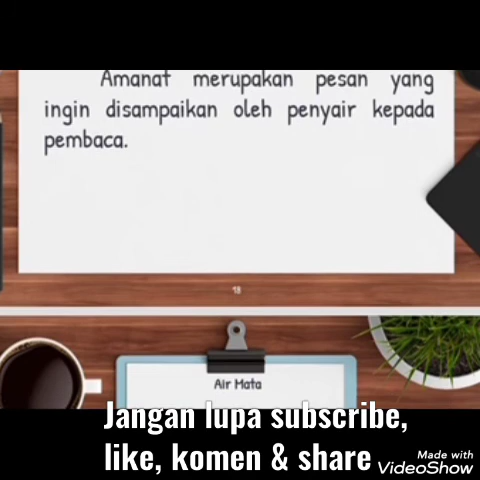 Amanat merupakan pesan yang
ingin disampaikan oleh penyair kepada
pembaca.
18
Air Mata
Jangan lupa subscribe,
like, komen & share
Made with
VideoShow